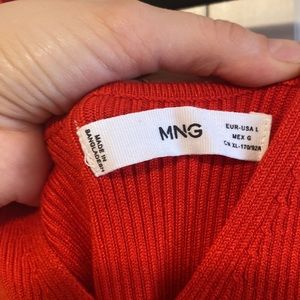 MADE IN
BANGLADESH
MNG
EUR-USA L
MEX G
CN XL-170/92A